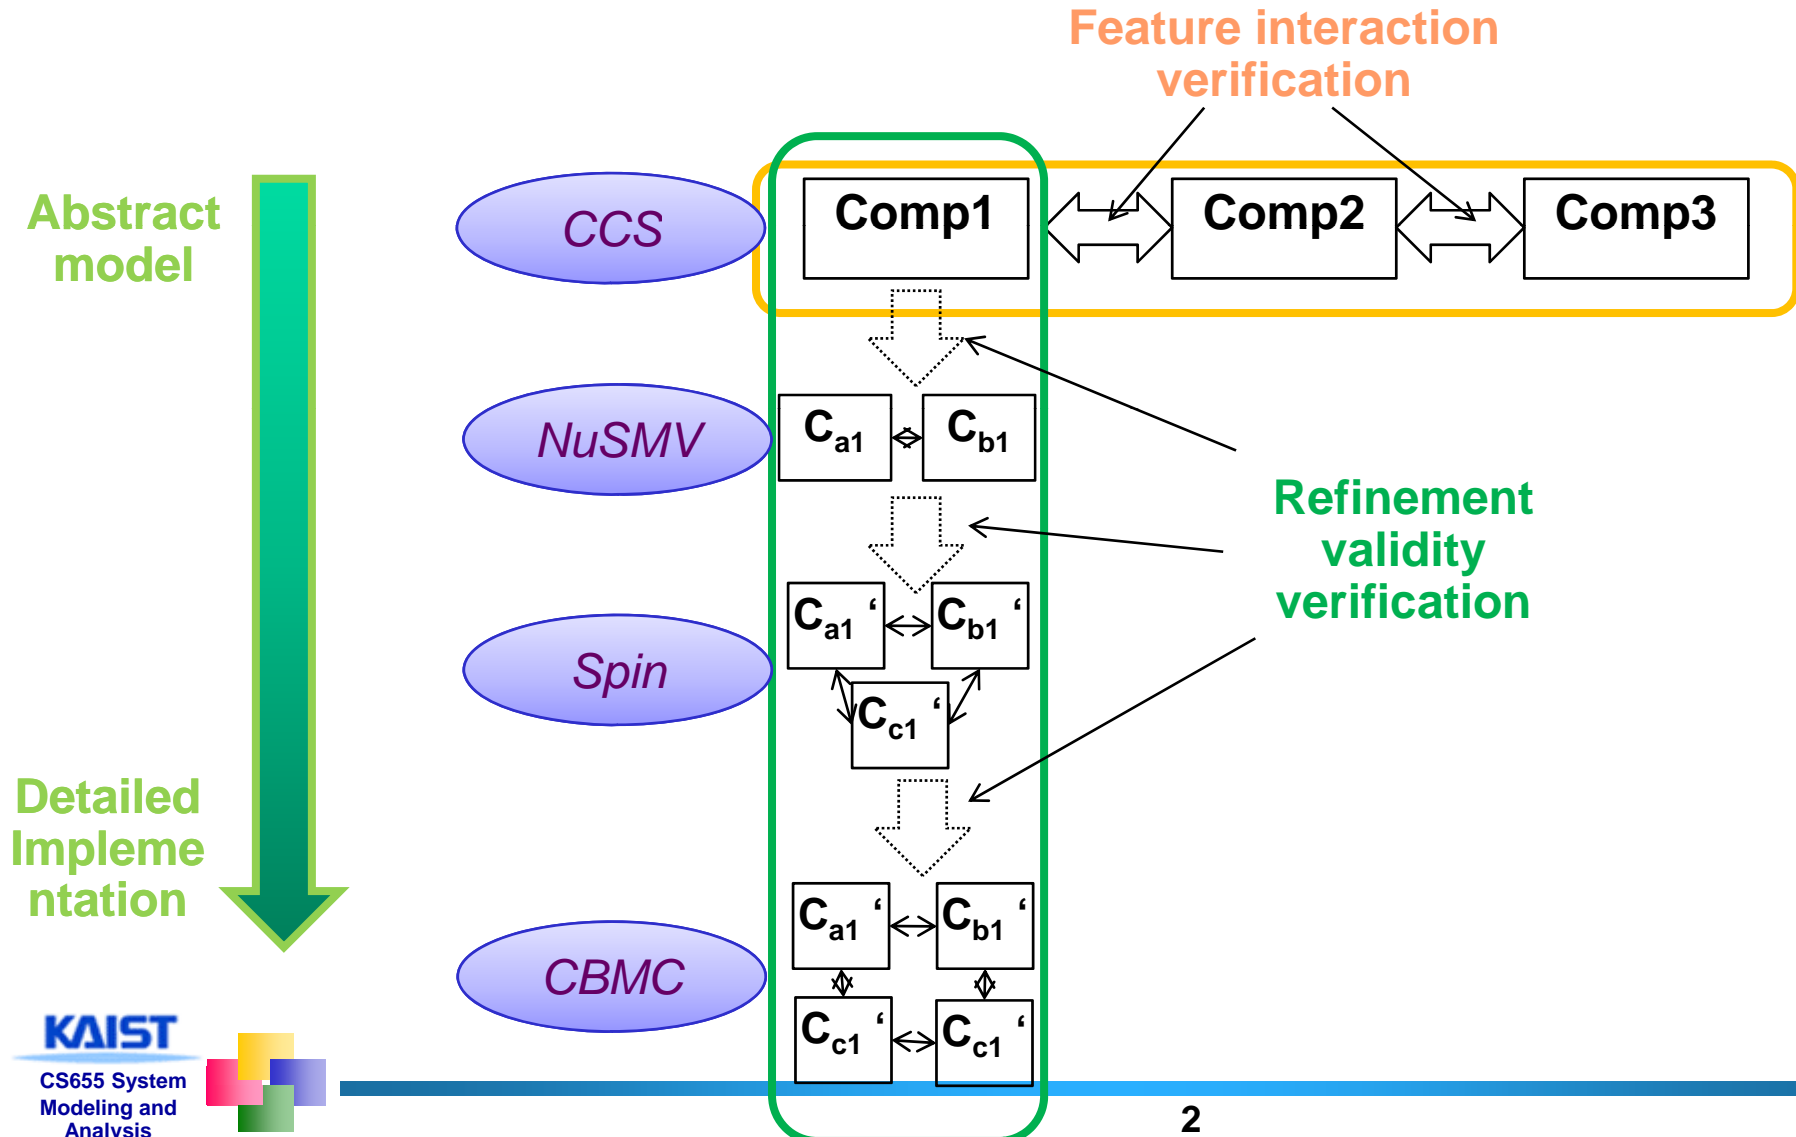 Feature interaction
verification
Abstract
model
CCS
Comp1
Comp2
Comp3
NuSMV
Ca1
Cb1
Refinement
validity
verification
Spin
Ca1 ‘
Cb1 ‘
Cc1 ‘
Detailed
Impleme
ntation
CBMC
Ca1 ‘
Cb1 ‘
Cc1 ‘
Cc1 ‘
KAIST
CS655 System
Modeling and
Analysis
2